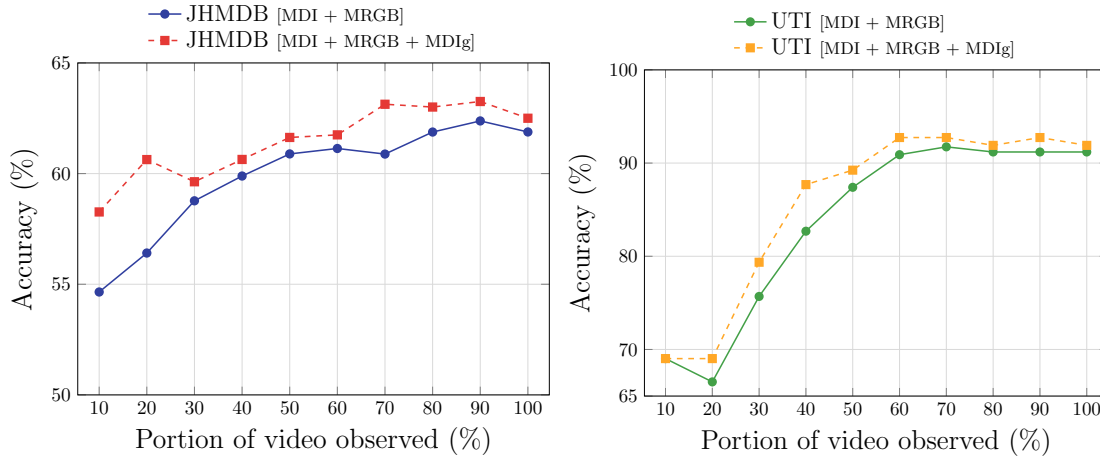 JHMDB [MDI + MRGB]
JHMDB [MDI + MRGB + MDIg]
65
60
55
50
Accuracy (%)
10 20 30 40 50 60 70 80 90 100
Portion of video observed (%)
UTI [MDI + MRGB]
UTI [MDI + MRGB + MDIg]
100
90
80
70
65
Accuracy (%)
10 20 30 40 50 60 70 80 90 100
Portion of video observed (%)